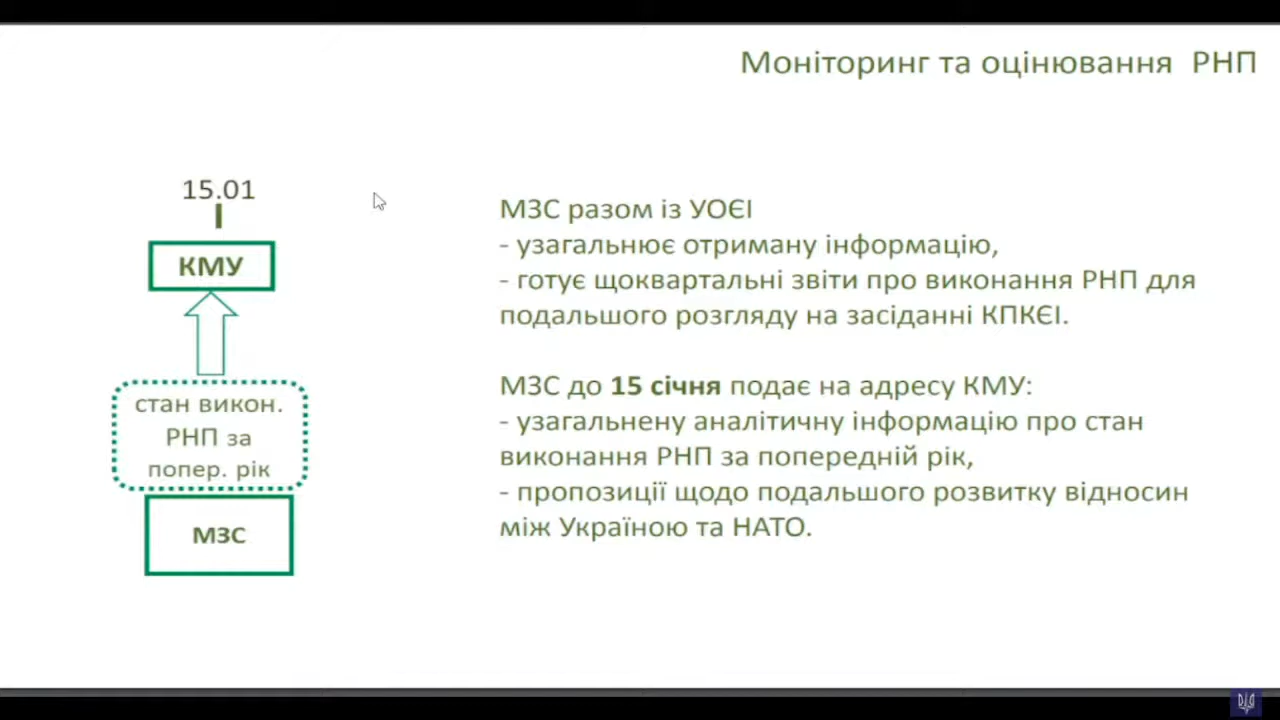 Моніторинг та оцінювання РНП
15.01
КМУ
стан викон.
РНП за
попер. рік
МЗС
МЗС разом із УОЄІ
- узагальнює отриману інформацію,
- готує щоквартальні звіти про виконання РНП для
подальшого розгляду на засіданні КПКЄІ.
МЗС до 15 січня подає на адресу КМУ:
- узагальнену аналітичну інформацію про стан
виконання РНП за попередній рік,
- пропозиції щодо подальшого розвитку відносин
між Україною та НАТО.